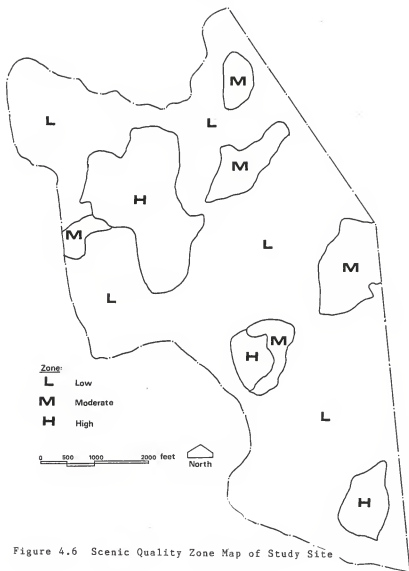 M
L
L
M
H
M
L
M
L
M
H
L
H
Zone:
L Low
M Moderate
H High
0 500 1000 2000 feet
North
Figure 4.6 Scenic Quality Zone Map of Study Site